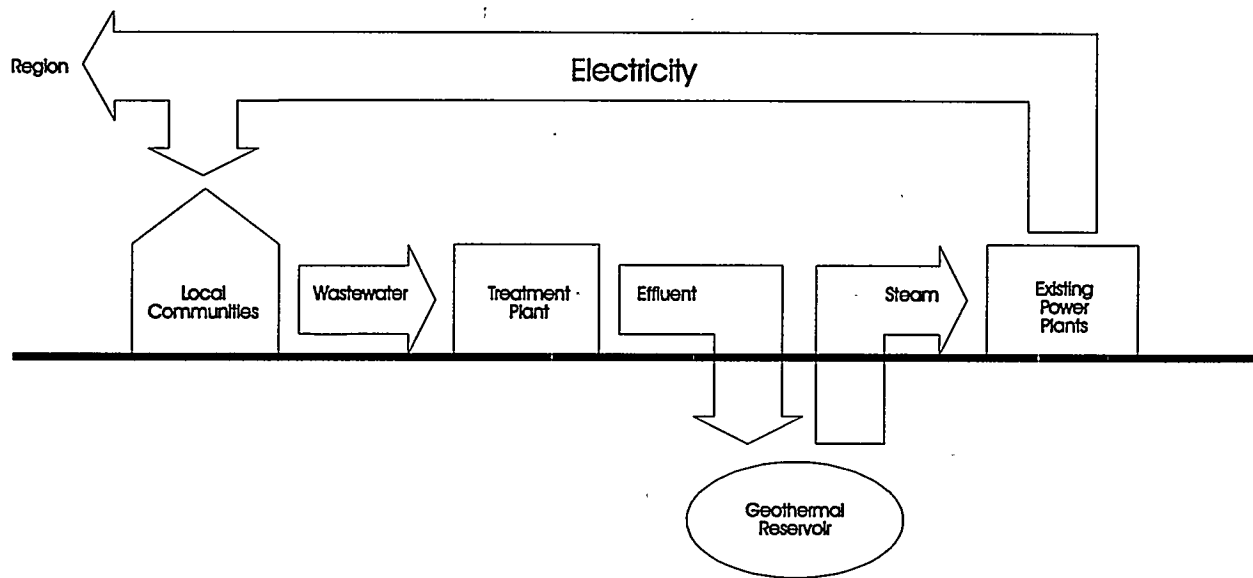 Electricity
Region
Local
Communities
Wastewater
Treatment
Plant
Effluent
Steam
Existing
Power
Plants
Geothermal
Reservoir